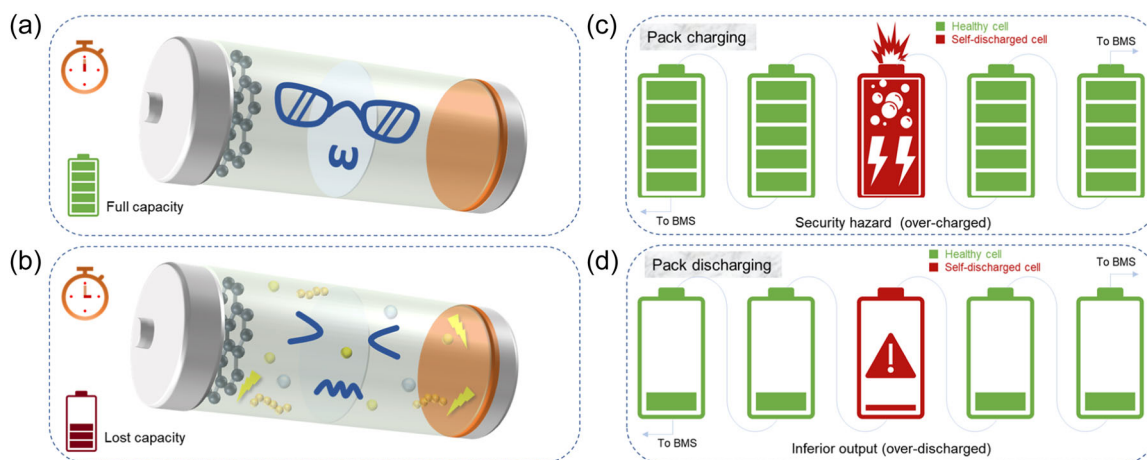 (a)
Full capacity
(b)
Lost capacity
(c)
Pack charging
Healthy cell
Self-discharged cell
To BMS
To BMS
Security hazard (over-charged)
(d)
Pack discharging
Healthy cell
Self-discharged cell
To BMS
To BMS
Inferior output (over-discharged)